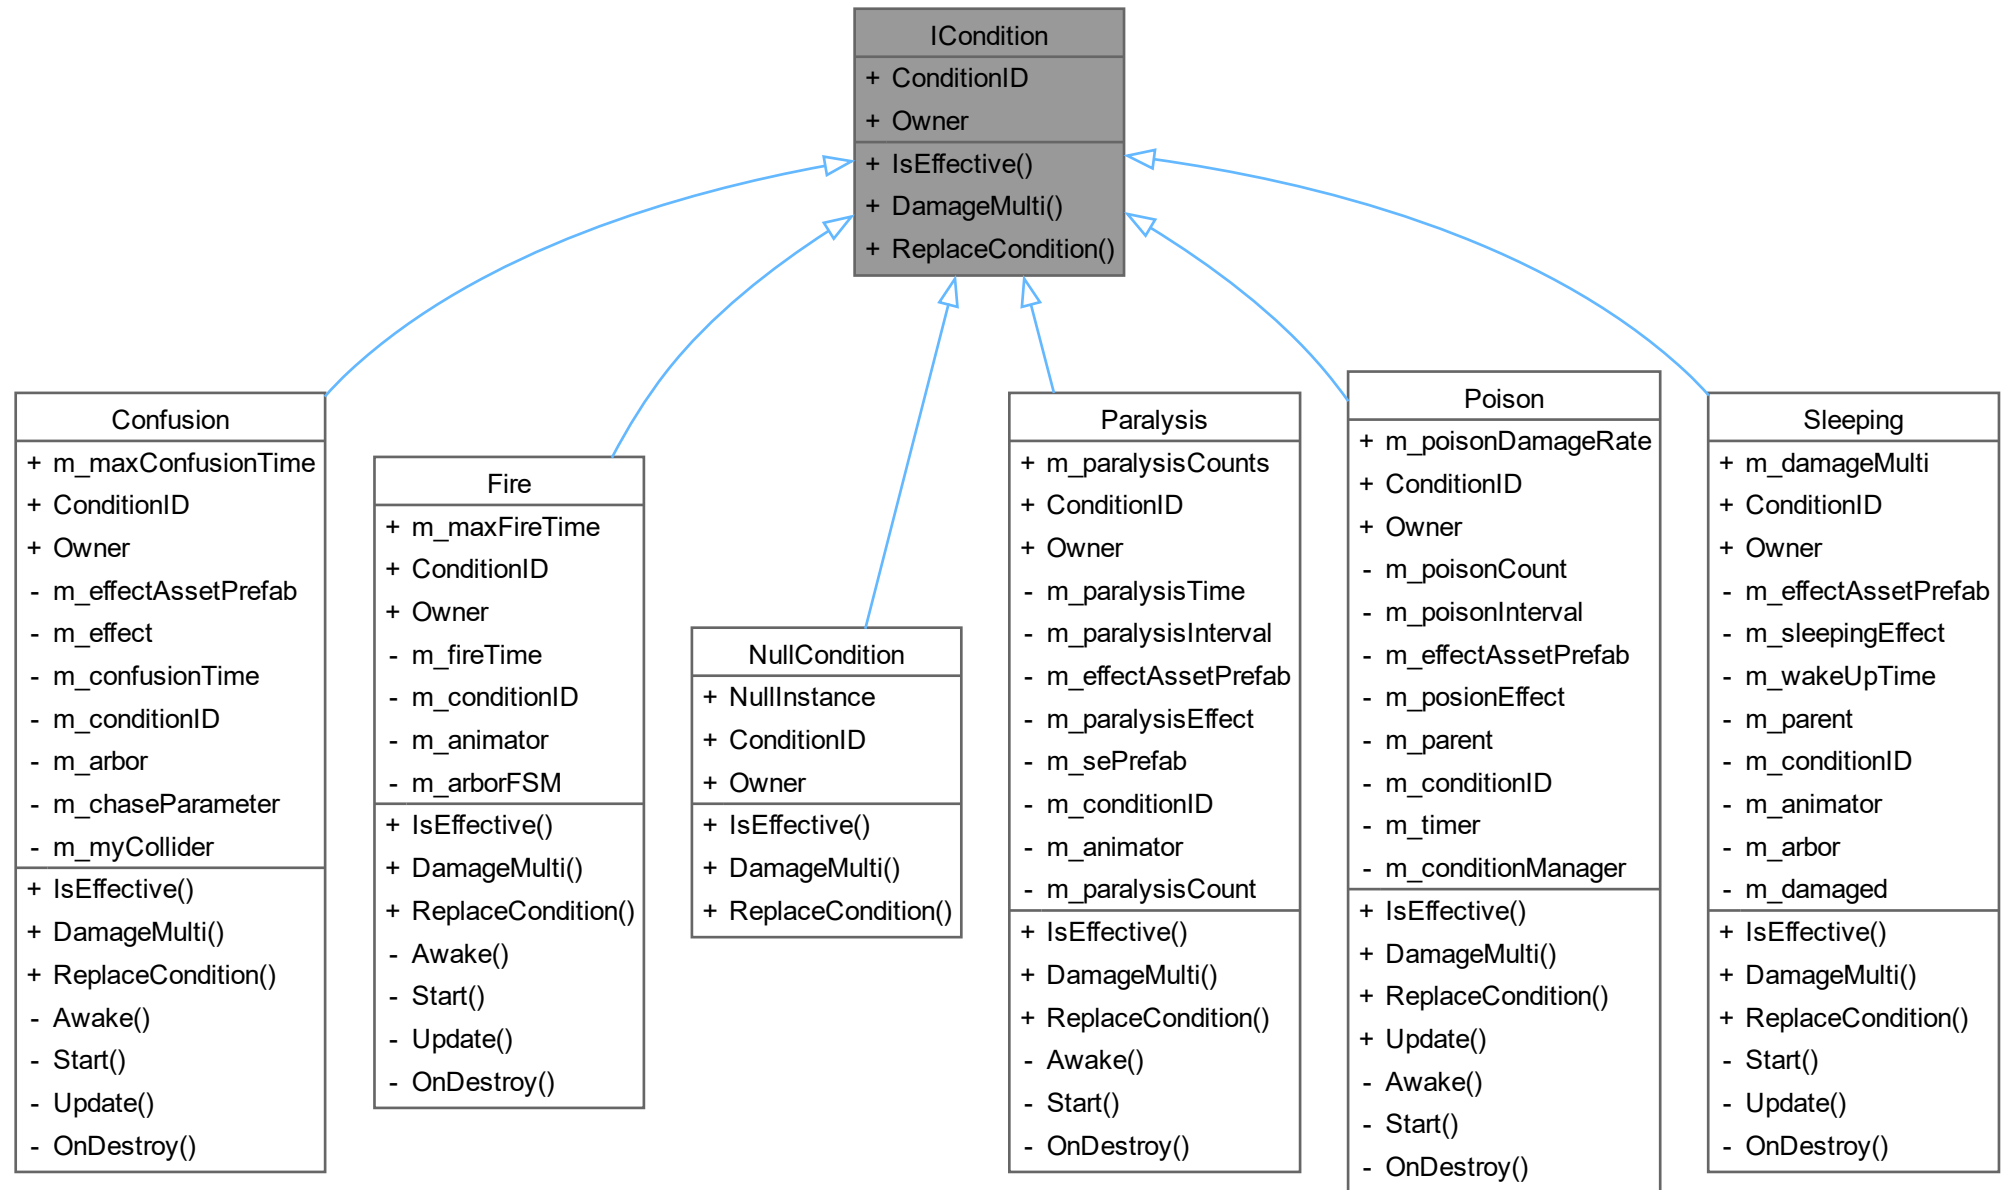 ICondition
+ ConditionID
+ Owner
+ IsEffective()
+ DamageMulti()
+ ReplaceCondition()
Confusion
+ m_maxConfusionTime
+ ConditionID
+ Owner
- m_effectAssetPrefab
- m_effect
- m_confusionTime
- m_conditionID
- m_arbor
- m_chaseParameter
- m_myCollider
+ IsEffective()
+ DamageMulti()
+ ReplaceCondition()
- Awake()
- Start()
- Update()
- OnDestroy()
Fire
+ m_maxFireTime
+ ConditionID
+ Owner
- m_fireTime
- m_conditionID
- m_animator
- m_arborFSM
+ IsEffective()
+ DamageMulti()
+ ReplaceCondition()
- Awake()
- Start()
- Update()
- OnDestroy()
NullCondition
+ NullInstance
+ ConditionID
+ Owner
+ IsEffective()
+ DamageMulti()
+ ReplaceCondition()
Paralysis
+ m_paralysisCounts
+ ConditionID
+ Owner
- m_paralysisTime
- m_paralysisInterval
- m_effectAssetPrefab
- m_paralysisEffect
- m_sePrefab
- m_conditionID
- m_animator
- m_paralysisCount
+ IsEffective()
+ DamageMulti()
+ ReplaceCondition()
- Awake()
- Start()
- OnDestroy()
Poison
+ m_poisonDamageRate
+ ConditionID
+ Owner
- m_poisonCount
- m_poisonInterval
- m_effectAssetPrefab
- m_posionEffect
- m_parent
- m_conditionID
- m_timer
- m_conditionManager
+ IsEffective()
+ DamageMulti()
+ ReplaceCondition()
+ Update()
- Awake()
- Start()
- OnDestroy()
Sleeping
+ m_damageMulti
+ ConditionID
+ Owner
- m_effectAssetPrefab
- m_sleepingEffect
- m_wakeUpTime
- m_parent
- m_conditionID
- m_animator
- m_arbor
- m_damaged
+ IsEffective()
+ DamageMulti()
+ ReplaceCondition()
- Start()
- Update()
- OnDestroy()